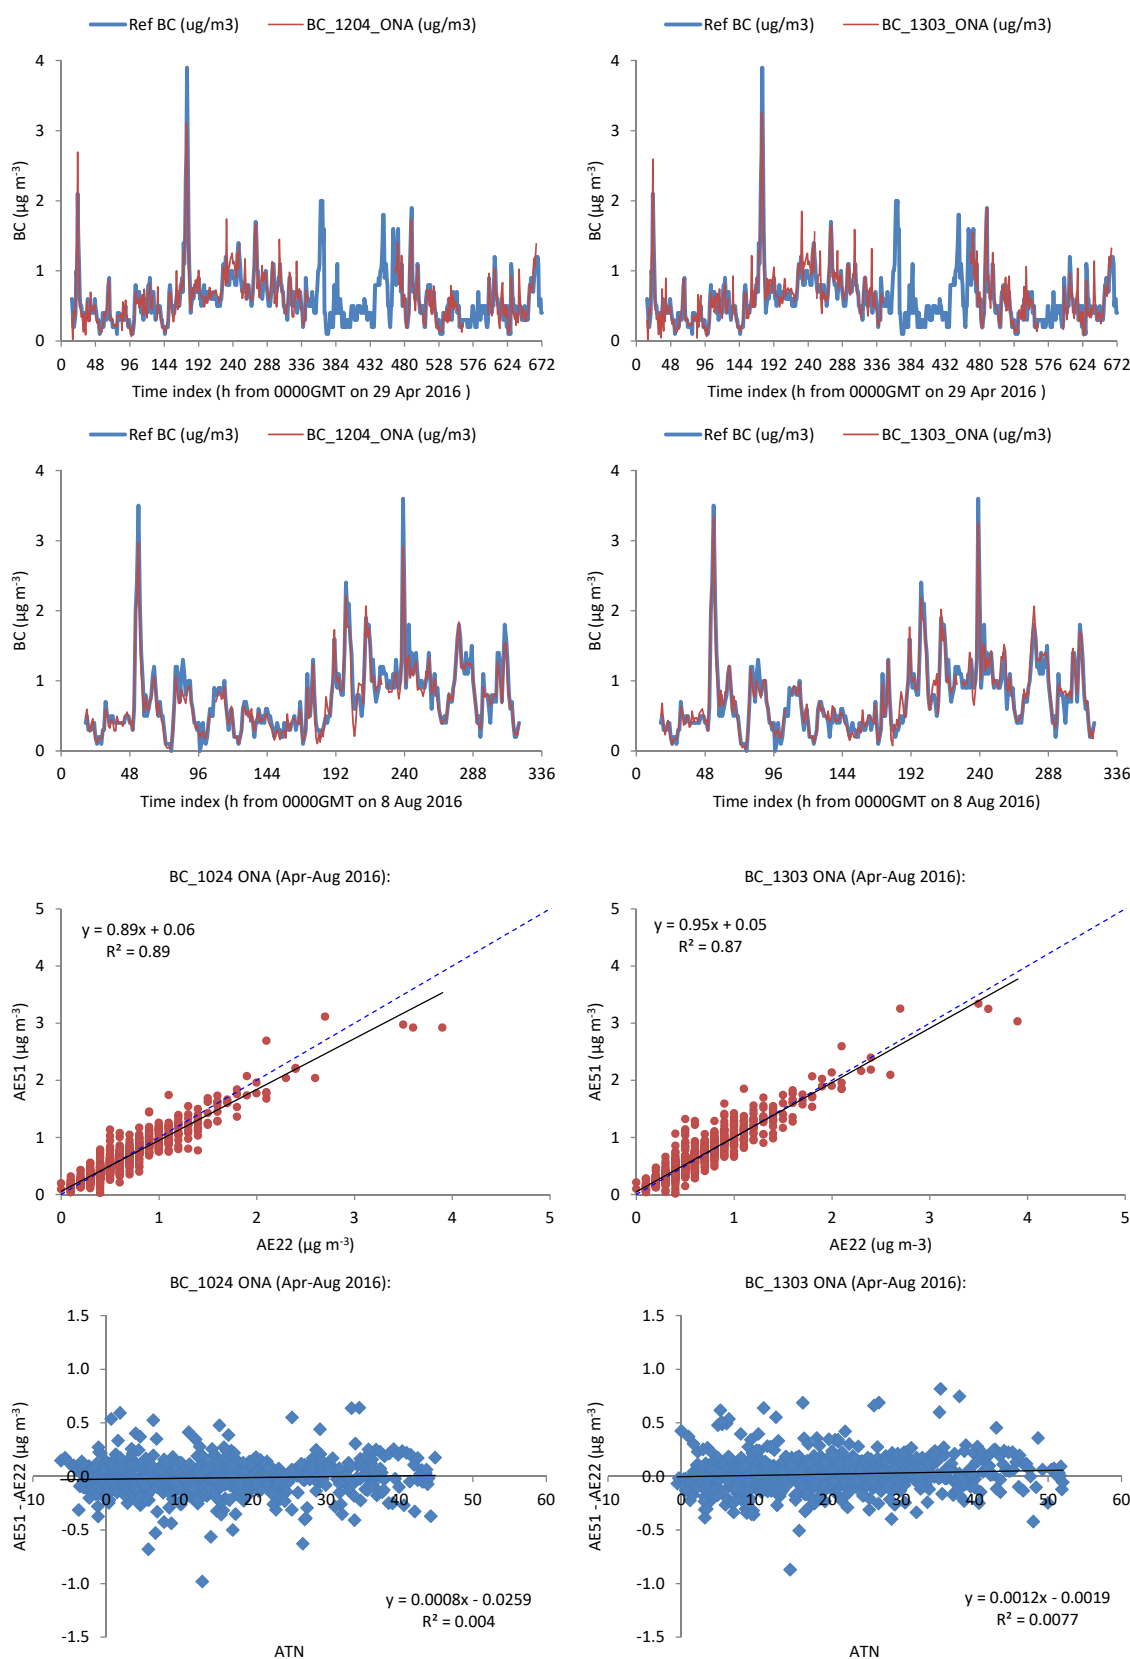 Ref BC (ug/m3) BC_1204_ONA (ug/m3)
4
3
2
1
0
BC (µg m-3)
0 48 96 144 192 240 288 336 384 432 480 528 576 624 672
Time index (h from 0000GMT on 29 Apr 2016 )
Ref BC (ug/m3) BC_1303_ONA (ug/m3)
4
3
2
1
0
BC (µg m-3)
0 48 96 144 192 240 288 336 384 432 480 528 576 624 672
Time index (h from 0000GMT on 29 Apr 2016 )
Ref BC (ug/m3) BC_1204_ONA (ug/m3)
4
3
2
1
0
BC (µg m-3)
0 48 96 144 192 240 288 336
Time index (h from 0000GMT on 8 Aug 2016
Ref BC (ug/m3) BC_1303_ONA (ug/m3)
4
3
2
1
0
BC (µg m-3)
0 48 96 144 192 240 288 336
Time index (h from 0000GMT on 8 Aug 2016)
BC_1024 ONA (Apr-Aug 2016):
y = 0.89x + 0.06
R² = 0.89
5
4
3
2
1
0
AE51 (µg m-3)
0 1 2 3 4 5
AE22 (µg m-3)
BC_1303 ONA (Apr-Aug 2016):
y = 0.95x + 0.05
R² = 0.87
5
4
3
2
1
0
AE51 (µg m-3)
0 1 2 3 4 5
AE22 (ug m-3)
BC_1024 ONA (Apr-Aug 2016):
1.5
1.0
0.5
0.0
-0.5
-1.0
-1.5
AE51 - AE22 (µg m-3)
-10 0 10 20 30 40 50 60
y = 0.0008x - 0.0259
R² = 0.004
ATN
BC_1303 ONA (Apr-Aug 2016):
1.5
1.0
0.5
0.0
-0.5
-1.0
-1.5
AE51 - AE22 (µg m-3)
-10 0 10 20 30 40 50 60
y = 0.0012x - 0.0019
R² = 0.0077
ATN